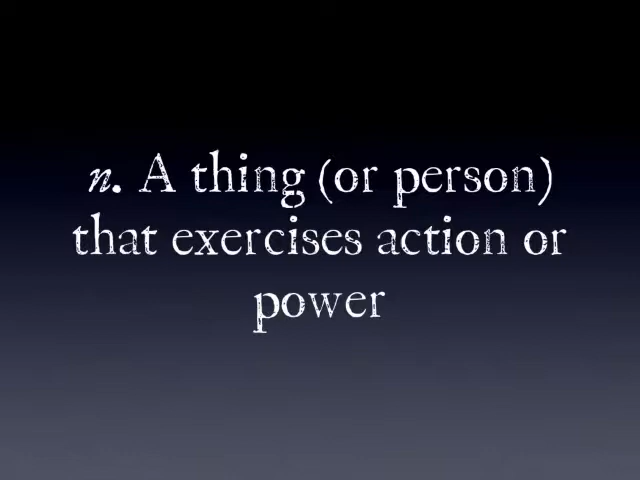 n. A thing (or person)
that exercises action or
power